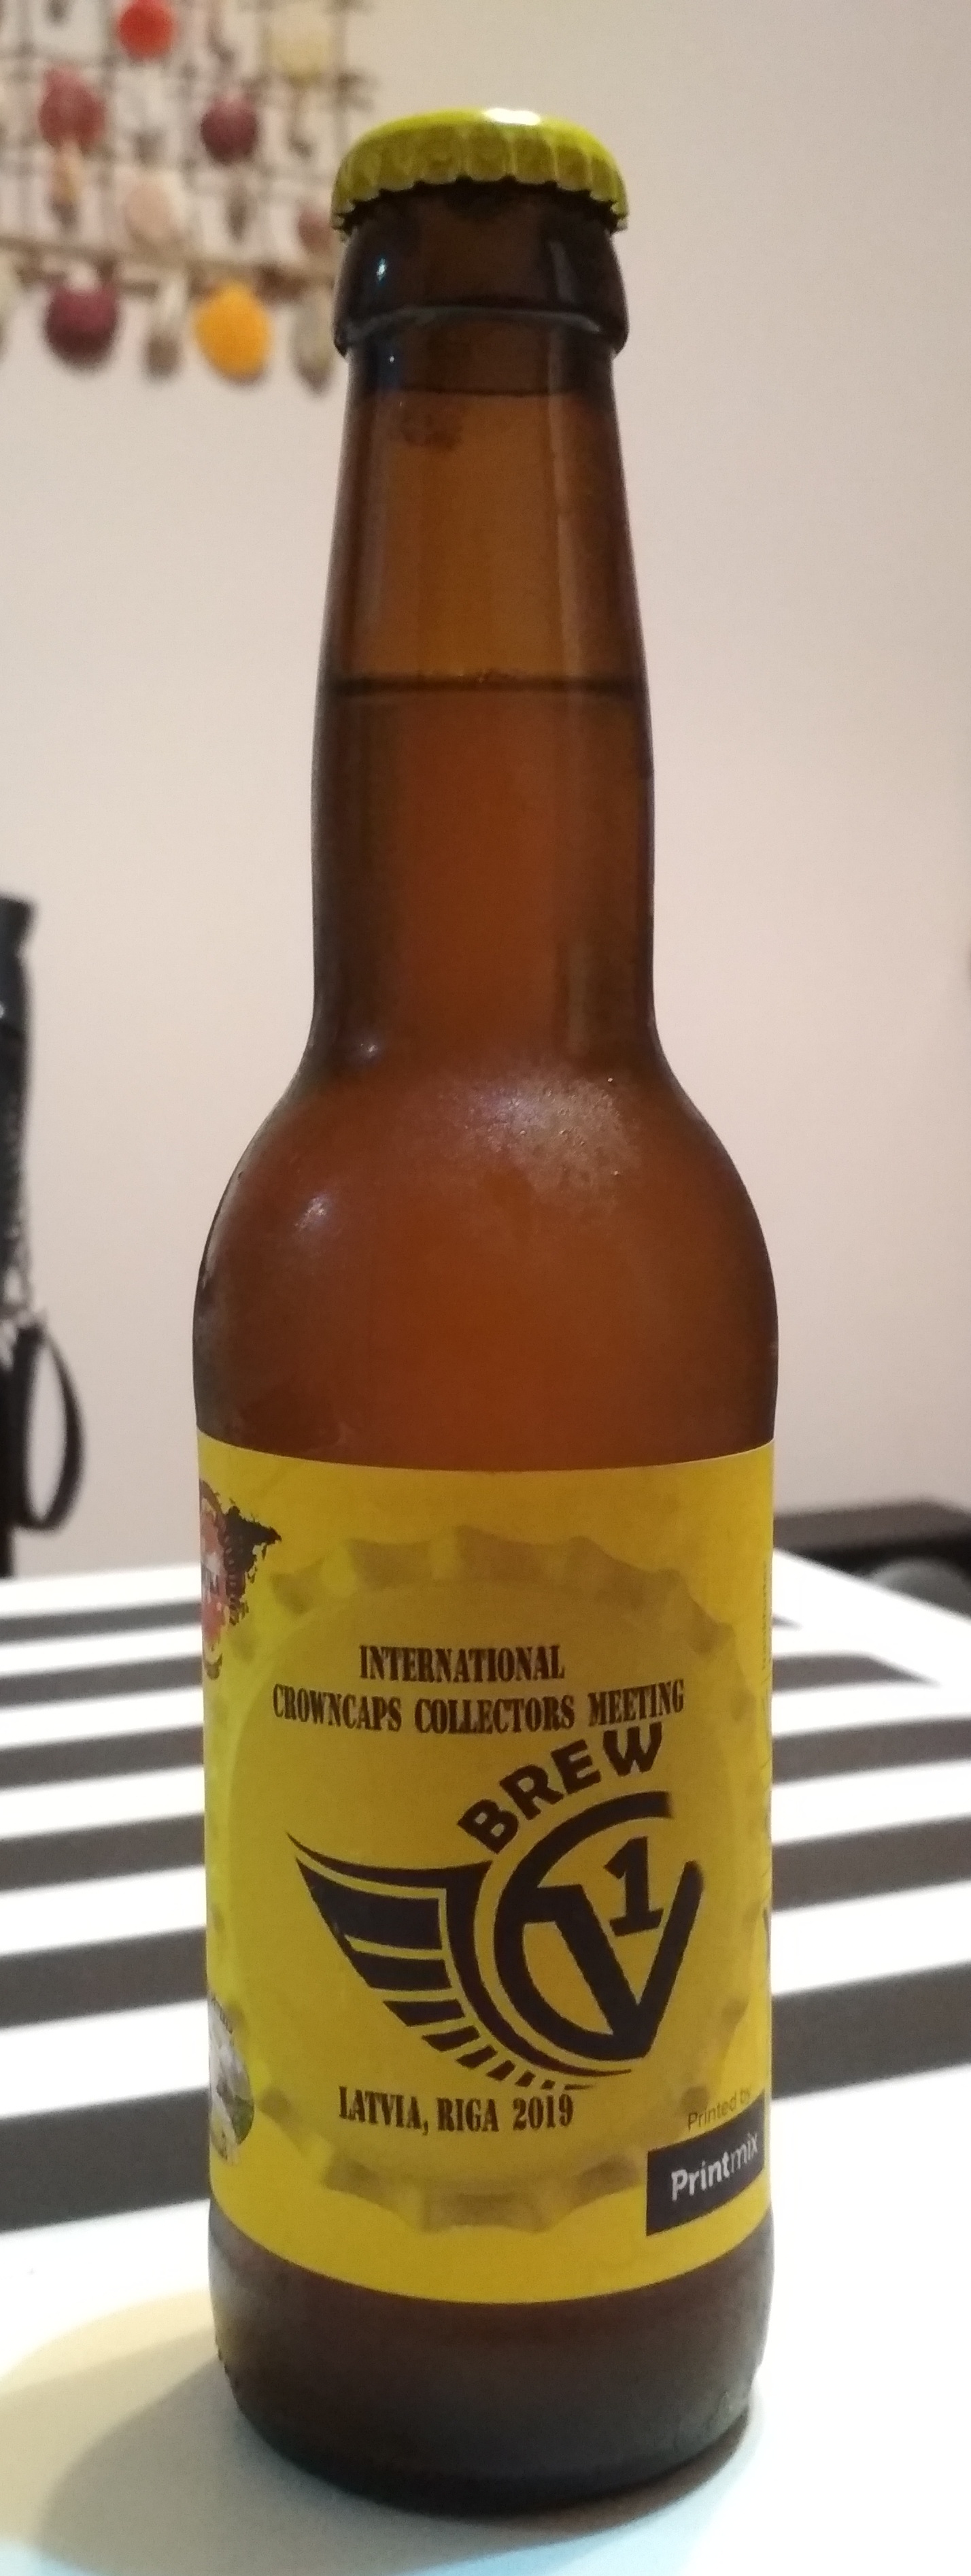 INTERNATIONAL
CROWNCAPS COLLECTORS MEETING
BREW
1
LATVIA, RIGA 2019
Printed by
Printmix